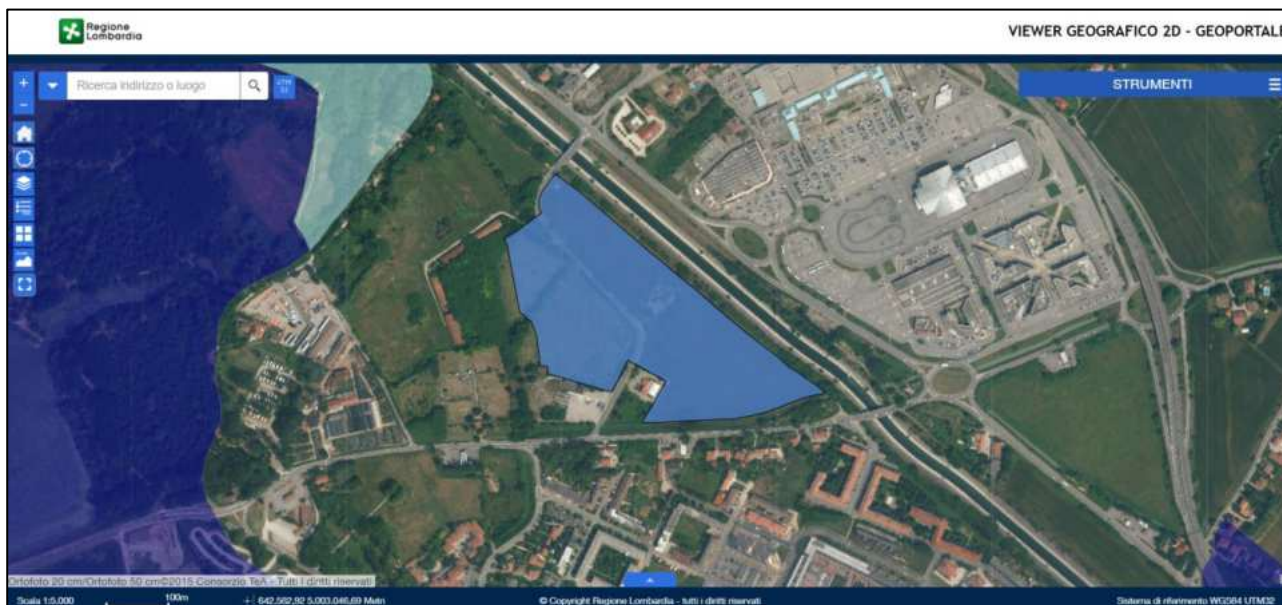 Regione
Lombardia
VIEWER GEOGRAFICO 2D - GEOPORTALE
Ricerca indirizzo o luogo
STRUMENTI
Ortofoto 20 cm/Ortofoto 50 cm©2015 Consorzio TeA - Tutti i diritti riservati
Scala 1:5.000
100m
642.562,92 5.003.046,69 Metri
© Copyright Regione Lombardia - tutti i diritti riservati
Sistema di riferimento WGS84 UTM32